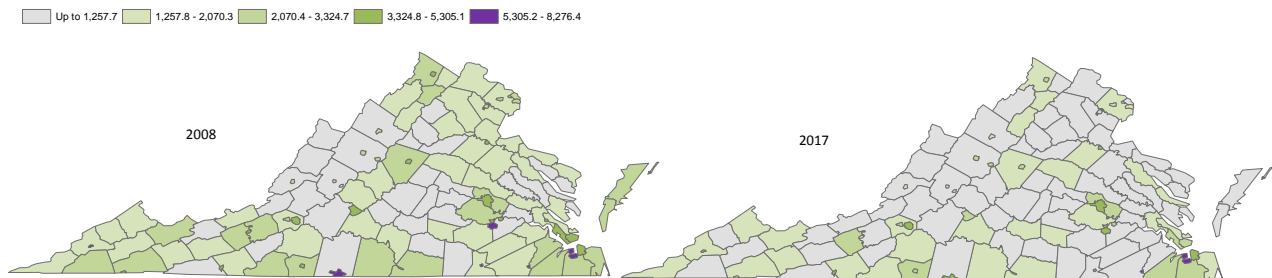 Up to 1,257.7 1,257.8 - 2,070.3 2,070.4 - 3,324.7 3,324.8 - 5,305.1 5,305.2 - 8,276.4
2008
2017